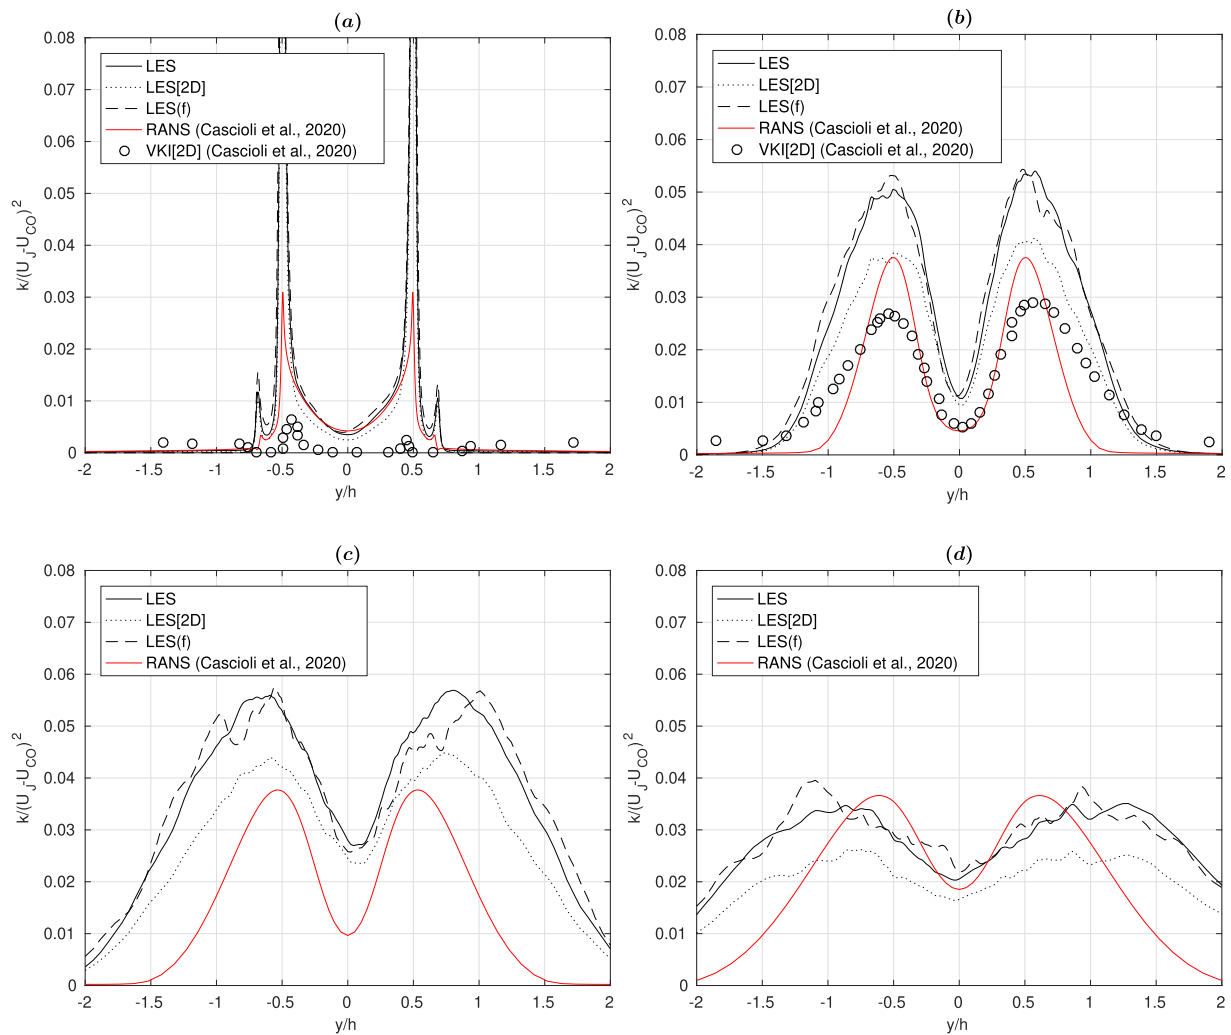 (a)
0.08
0.07
0.06
0.05
0.04
0.03
0.02
0.01
0
k/(U_J-U_CO)^2
LES
LES[2D]
LES(f)
RANS (Cascioli et al., 2020)
VKI[2D] (Cascioli et al., 2020)
-2 -1.5 -1 -0.5 0 0.5 1 1.5 2
y/h
(b)
0.08
0.07
0.06
0.05
0.04
0.03
0.02
0.01
0
k/(U_J-U_CO)^2
LES
LES[2D]
LES(f)
RANS (Cascioli et al., 2020)
VKI[2D] (Cascioli et al., 2020)
-2 -1.5 -1 -0.5 0 0.5 1 1.5 2
y/h
(c)
0.08
0.07
0.06
0.05
0.04
0.03
0.02
0.01
0
k/(U_J-U_CO)^2
LES
LES[2D]
LES(f)
RANS (Cascioli et al., 2020)
-2 -1.5 -1 -0.5 0 0.5 1 1.5 2
y/h
(d)
0.08
0.07
0.06
0.05
0.04
0.03
0.02
0.01
0
k/(U_J-U_CO)^2
LES
LES[2D]
LES(f)
RANS (Cascioli et al., 2020)
-2 -1.5 -1 -0.5 0 0.5 1 1.5 2
y/h